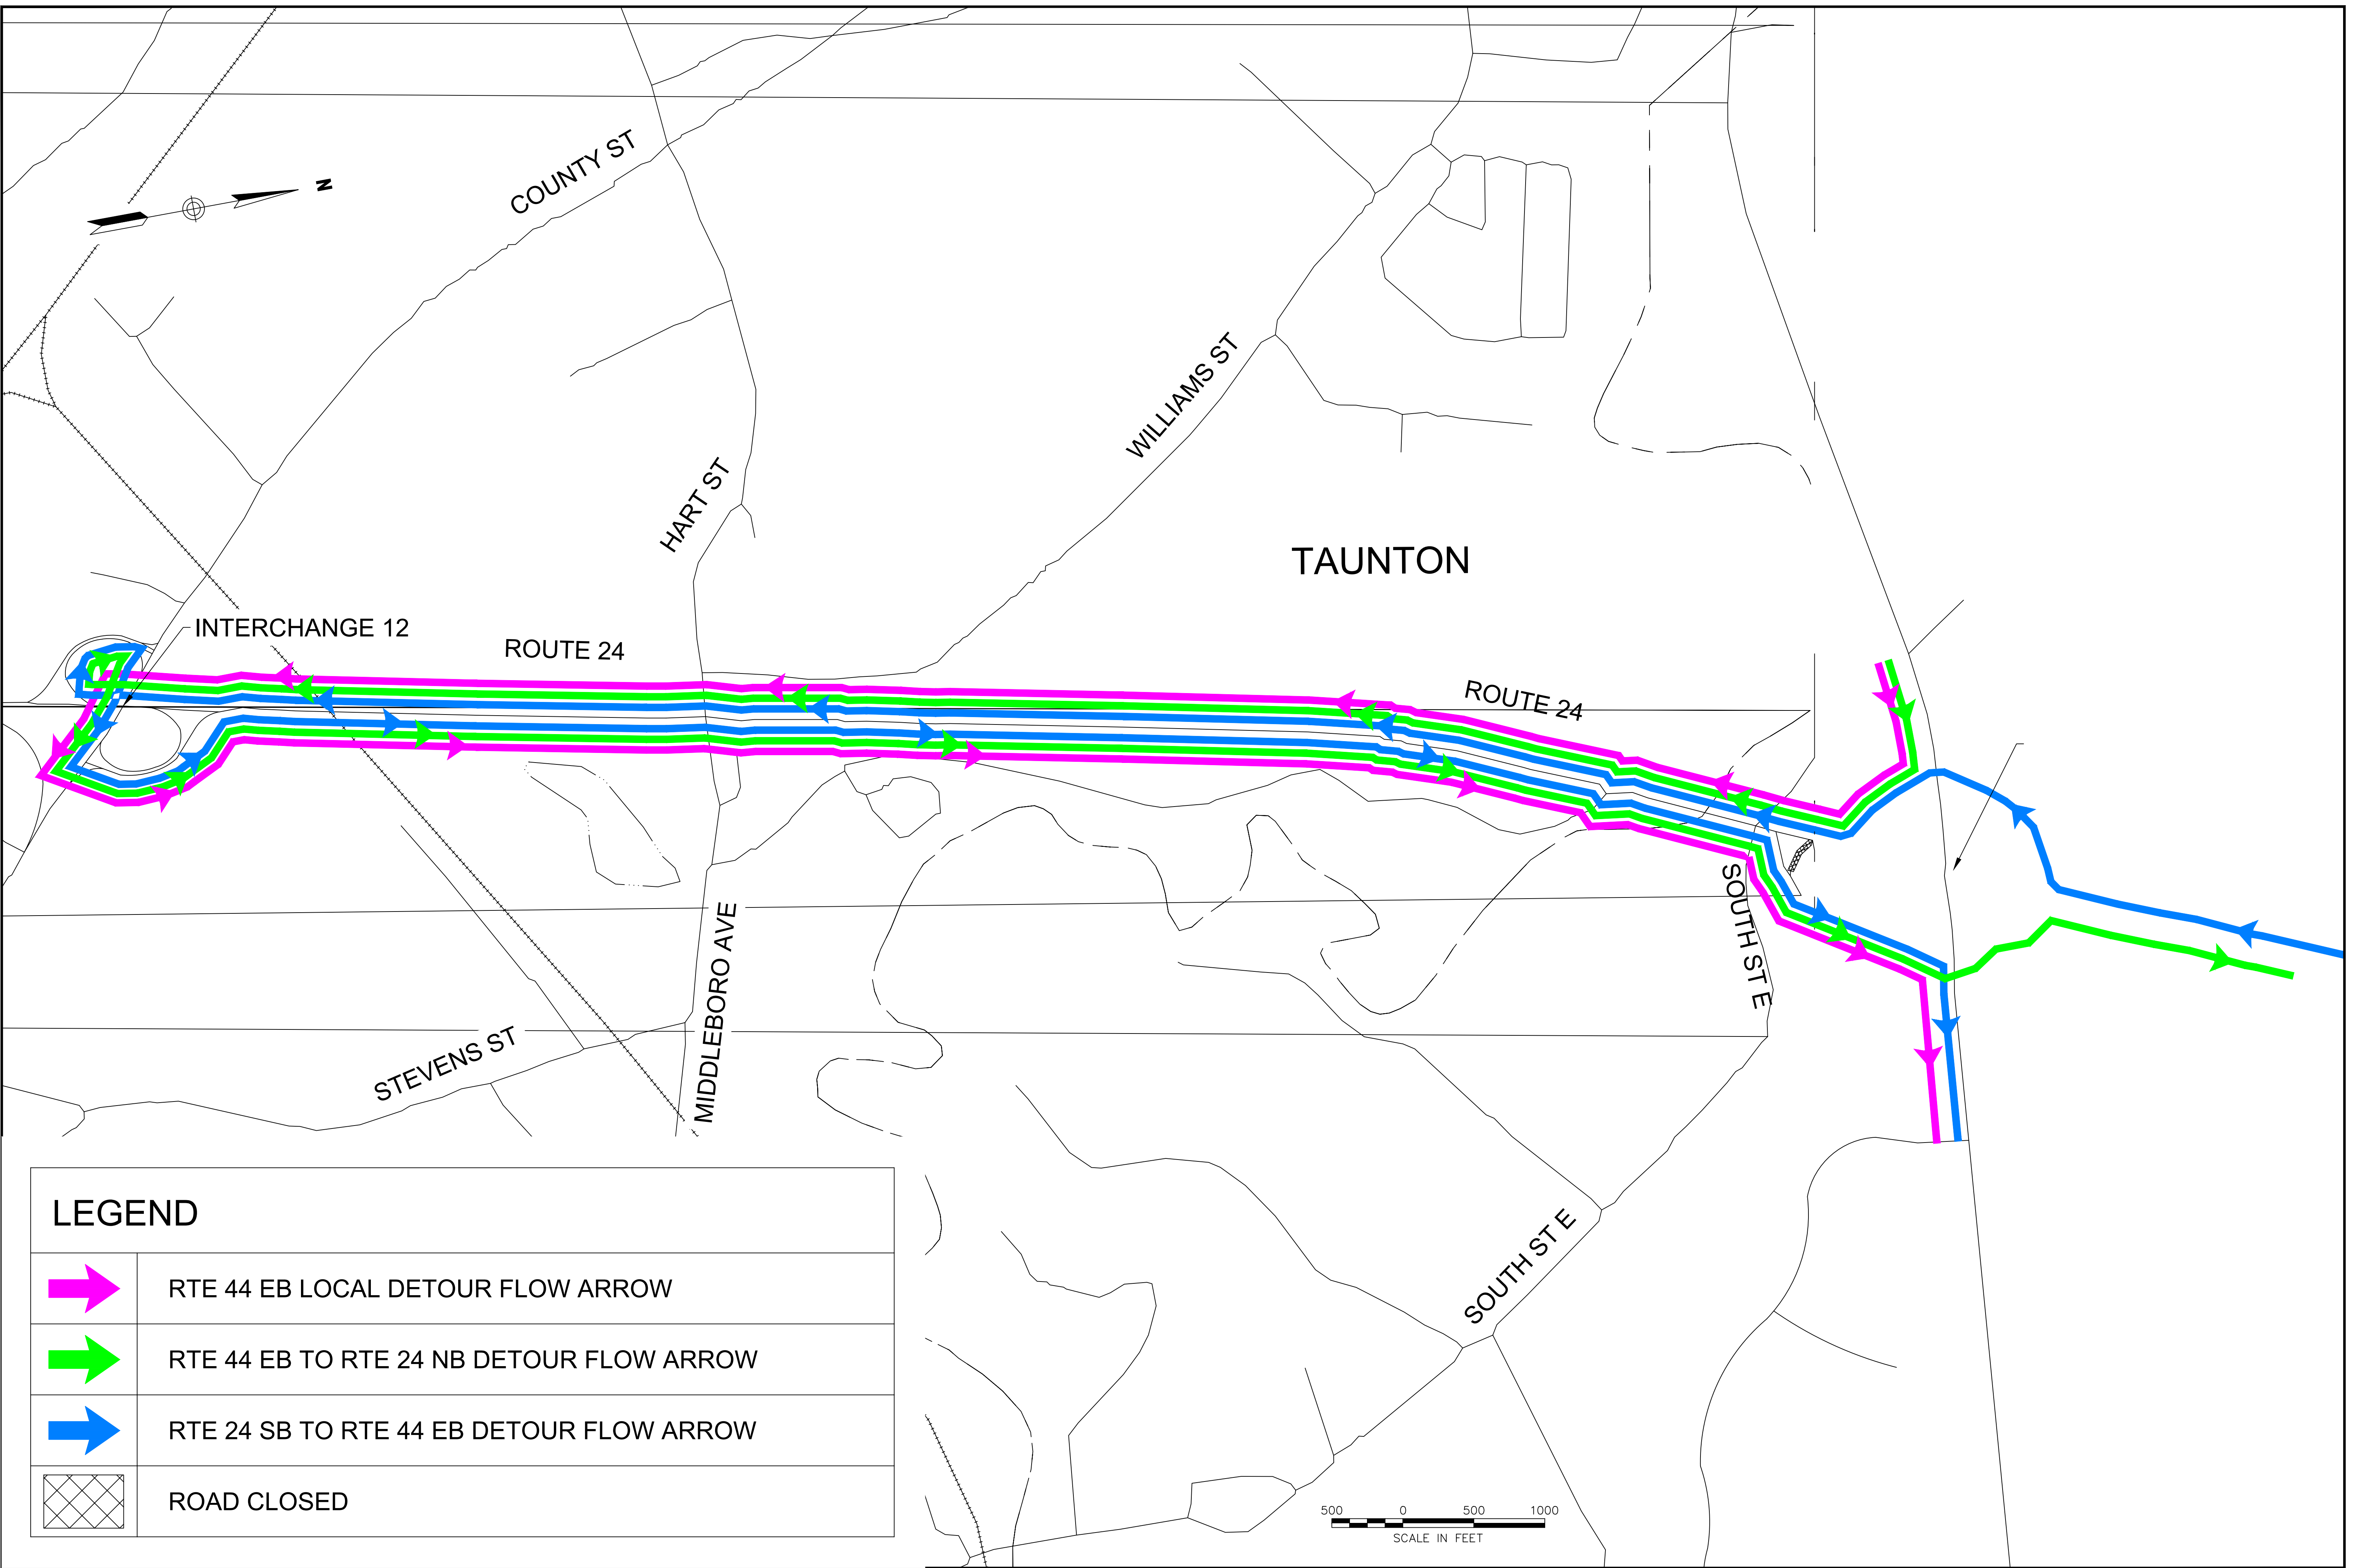 COUNTY ST
N
WILLIAMS ST
HART ST
TAUNTON
INTERCHANGE 12
ROUTE 24
ROUTE 24
SOUTH ST E
MIDDLEBORO AVE
STEVENS ST
SOUTH ST E
LEGEND
RTE 44 EB LOCAL DETOUR FLOW ARROW
RTE 44 EB TO RTE 24 NB DETOUR FLOW ARROW
RTE 24 SB TO RTE 44 EB DETOUR FLOW ARROW
ROAD CLOSED
500 0 500 1000
SCALE IN FEET